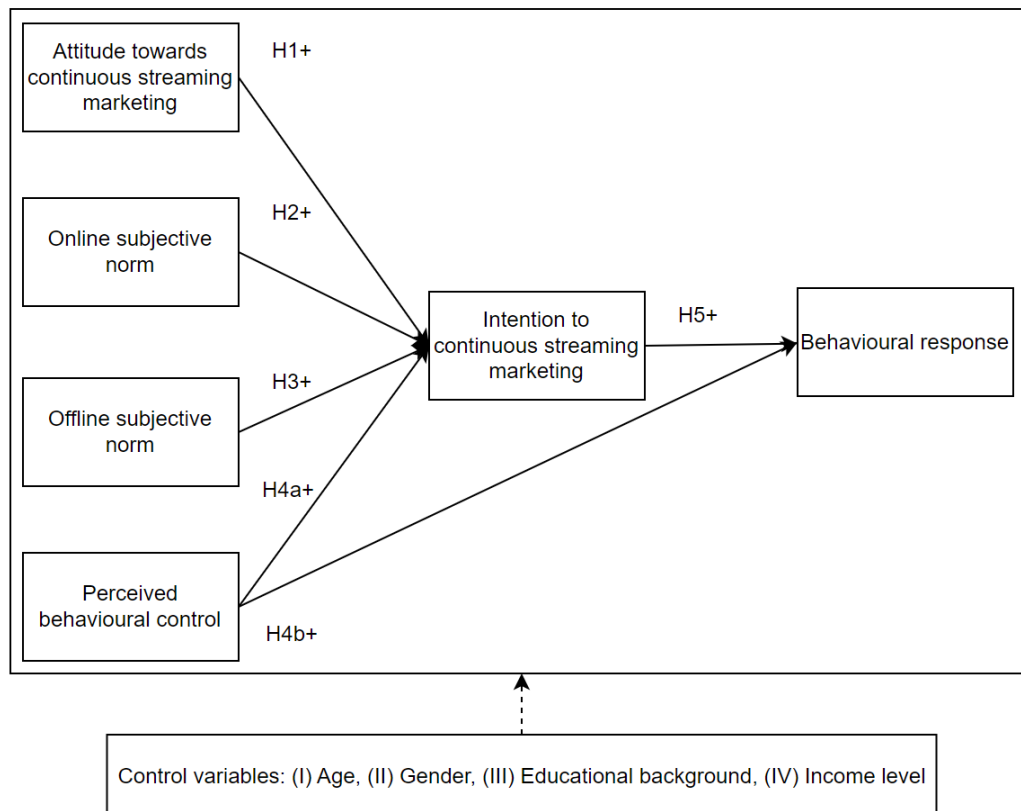 Attitude towards
continuous streaming
marketing
H1+
Online subjective
norm
H2+
Offline subjective
norm
H3+
Perceived
behavioural control
H4a+
H4b+
Intention to
continuous streaming
marketing
H5+
Behavioural response
Control variables: (I) Age, (II) Gender, (III) Educational background, (IV) Income level